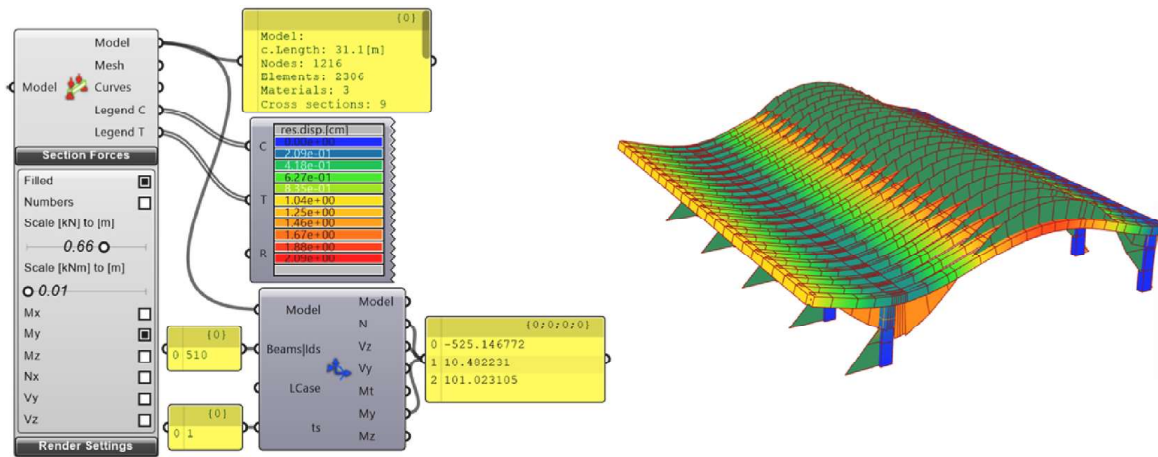 Model
Mesh
Model
Curves
Legend C
Legend T
Section Forces
Filled
Numbers
Scale [kN] to [m]
0.66
Scale [kNm] to [m]
0.01
Mx
My
Mz
Nx
Vy
Vz
Render Settings
{0}
Model:
c.Length: 31.1[m]
Nodes: 1216
Elements: 2306
Materials: 3
Cross sections: 9
C
T
R
res.disp.[cm]
0.00e+00
2.09e-01
4.18e-01
6.27e-01
8.35e-01
1.04e+00
1.25e+00
1.46e+00
1.67e+00
1.88e+00
2.09e+00
{0}
0 510
{0}
0 1
Model
Beams|Ids
LCase
ts
Model
N
Vz
Vy
Mt
My
Mz
{0;0;0;0}
0 -525.146772
1 10.482231
2 101.023105